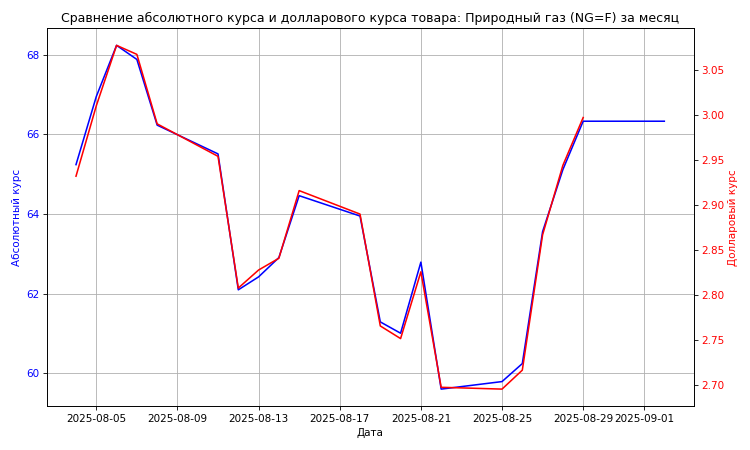 Сравнение абсолютного курса и долларового курса товара: Природный газ (NG=F) за месяц
68
66
64
62
60
Абсолютный курс
3.05
3.00
2.95
2.90
2.85
2.80
2.75
2.70
Долларовый курс
2025-08-05 2025-08-09 2025-08-13 2025-08-17 2025-08-21 2025-08-25 2025-08-29 2025-09-01
Дата